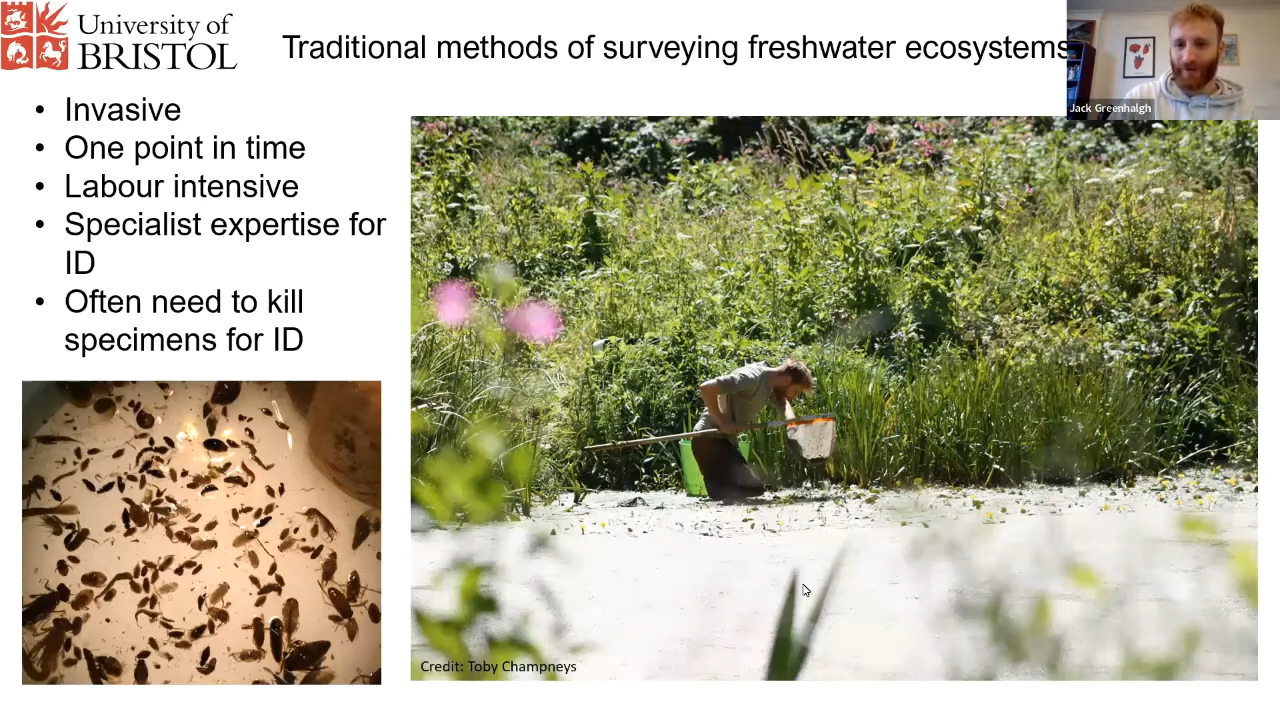 University of
BRISTOL
Traditional methods of surveying freshwater ecosystems
Jack Greenhalgh
• Invasive
• One point in time
• Labour intensive
• Specialist expertise for
ID
• Often need to kill
specimens for ID
Credit: Toby Champneys